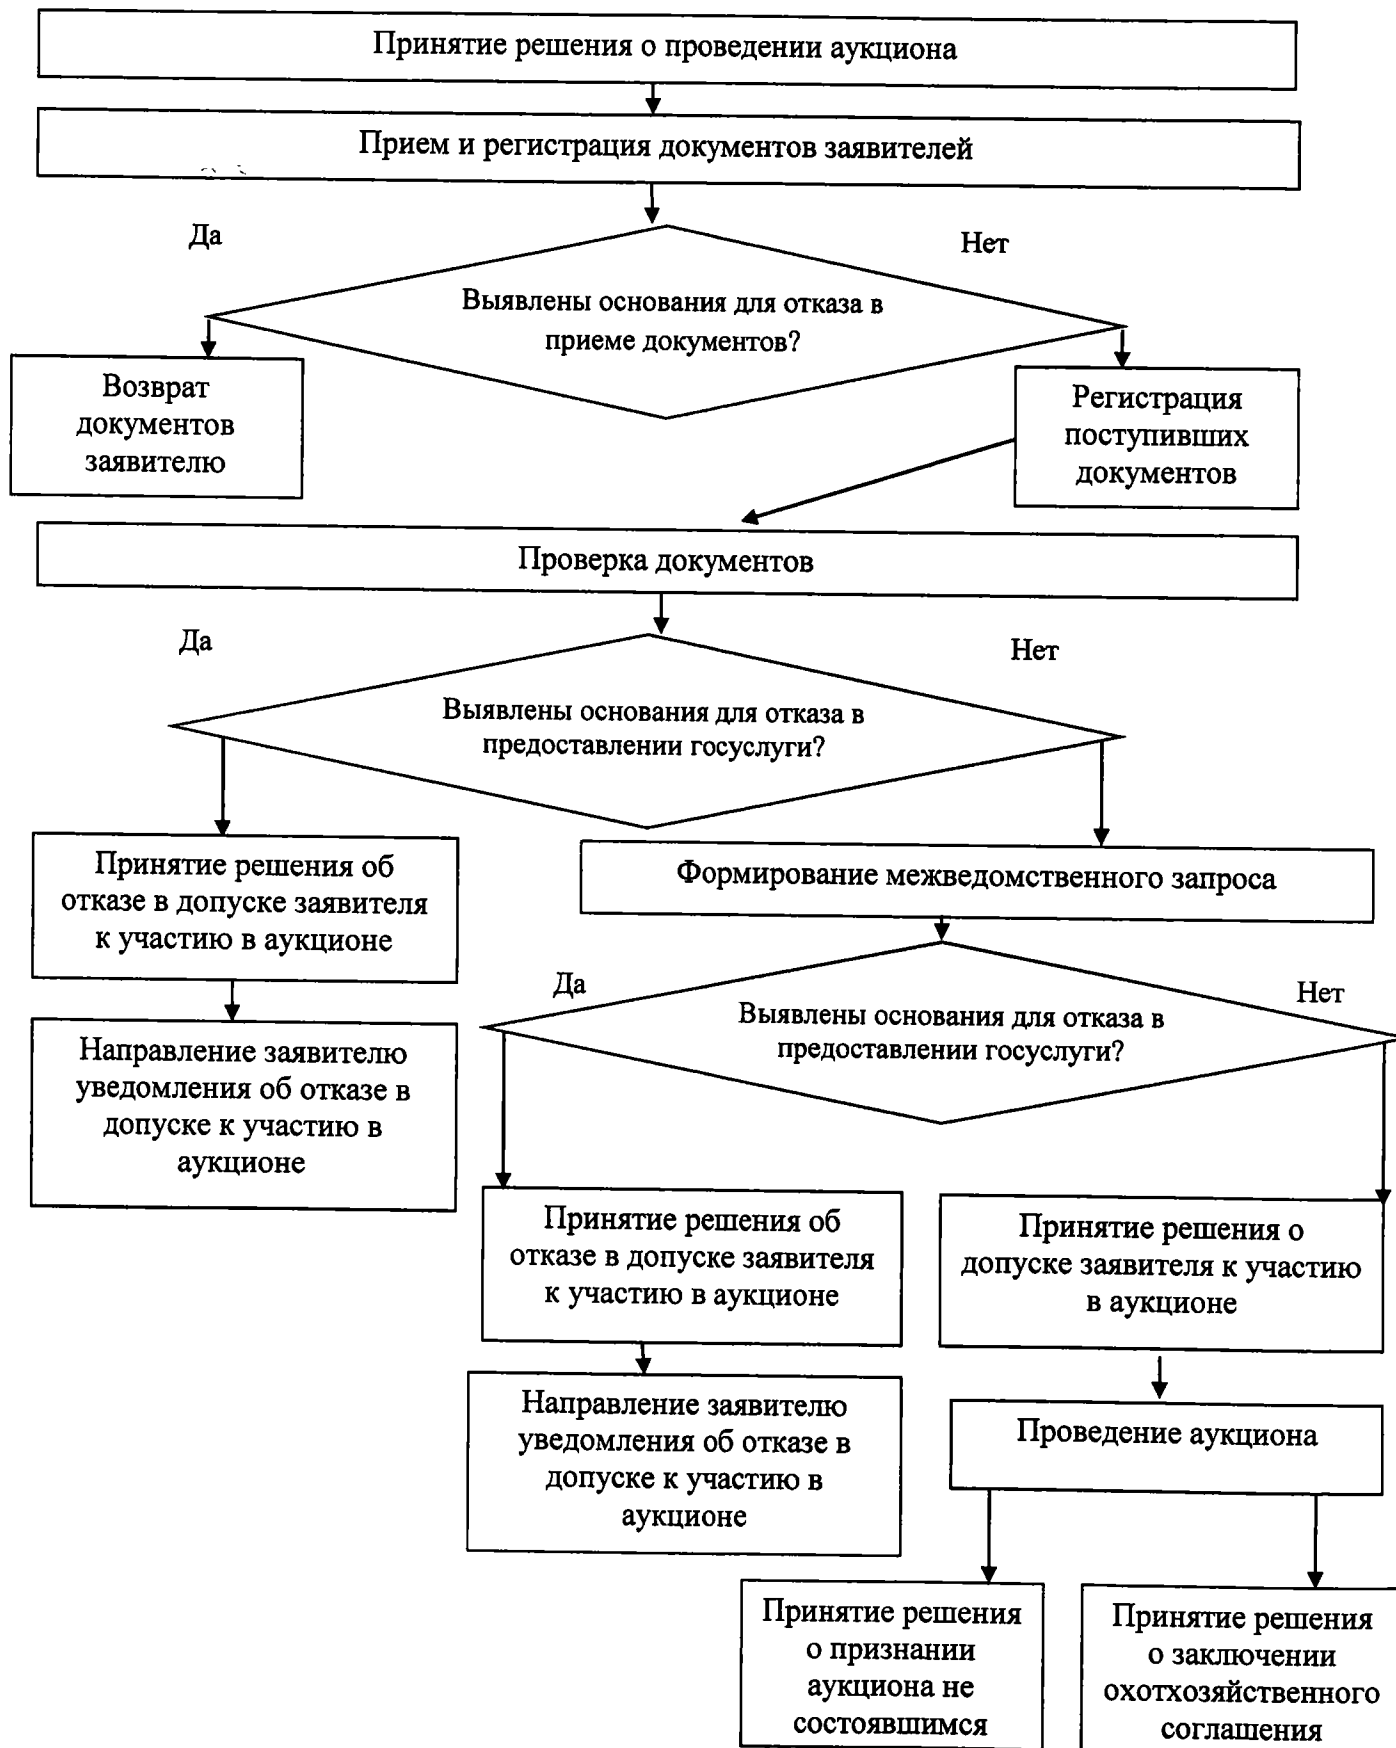 Принятие решения о проведении аукциона
Прием и регистрация документов заявителей
Да
Нет
Выявлены основания для отказа в
приеме документов?
Возврат
документов
заявителю
Регистрация
поступивших
документов
Проверка документов
Да
Нет
Выявлены основания для отказа в
предоставлении госуслуги?
Принятие решения об
отказе в допуске заявителя
к участию в аукционе
Формирование межведомственного запроса
Да
Нет
Выявлены основания для отказа в
предоставлении госуслуги?
Направление заявителю
уведомления об отказе в
допуске к участию в
аукционе
Принятие решения об
отказе в допуске заявителя
к участию в аукционе
Принятие решения о
допуске заявителя к участию
в аукционе
Направление заявителю
уведомления об отказе в
допуске к участию в
аукционе
Проведение аукциона
Принятие решения
о признании
аукциона не
состоявшимся
Принятие решения
о заключении
охотхозяйственного
соглашения